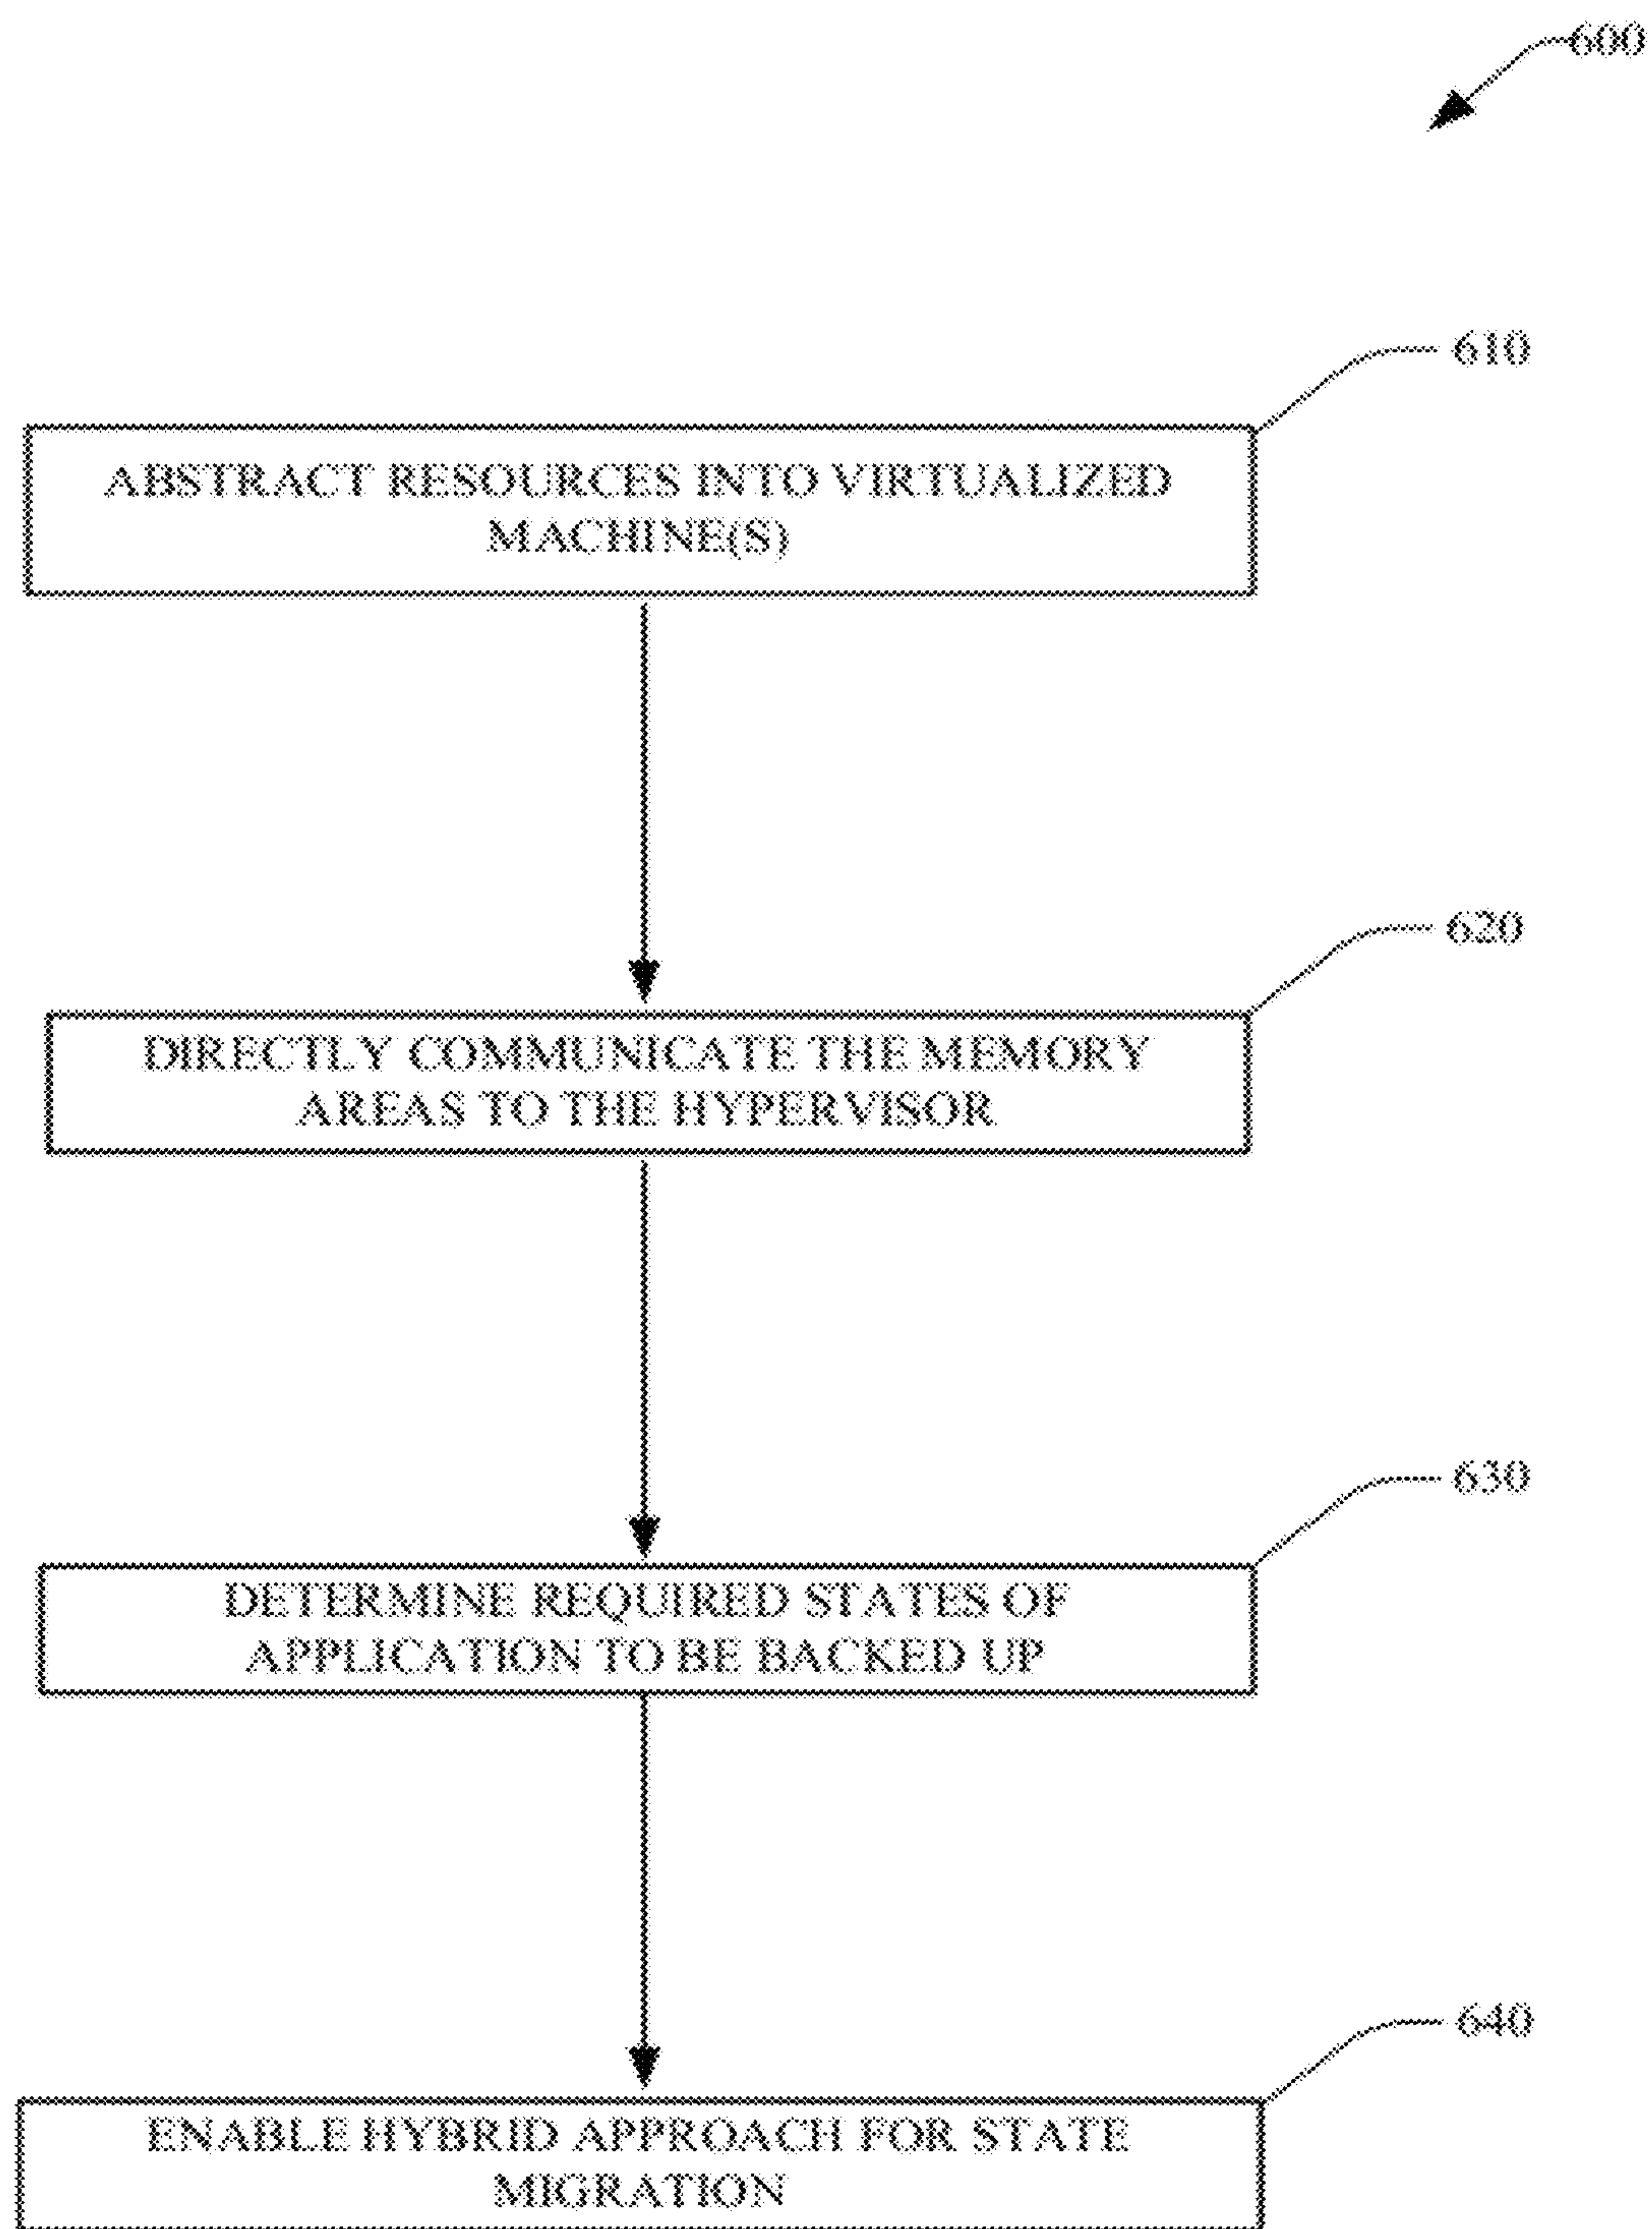 600
610
ABSTRACT RESOURCES INTO VIRTUALIZED
MACHINE(S)
620
DIRECTLY COMMUNICATE THE MEMORY
AREAS TO THE HYPERVISOR
630
DETERMINE REQUIRED STATES OF
APPLICATION TO BE BACKED UP
640
ENABLE HYBRID APPROACH FOR STATE
MIGRATION